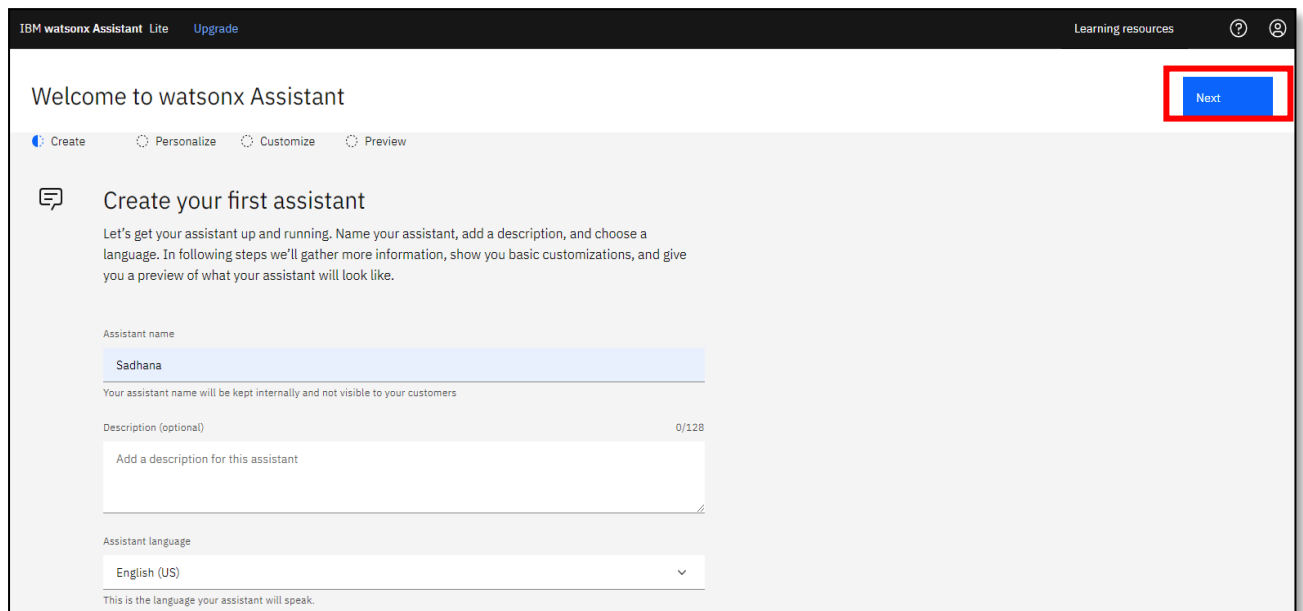 IBM watsonx Assistant Lite Upgrade Learning resources
Welcome to watsonx Assistant
Next
Create Personalize Customize Preview
Create your first assistant
Let's get your assistant up and running. Name your assistant, add a description, and choose a
language. In following steps we'll gather more information, show you basic customizations, and give
you a preview of what your assistant will look like.
Assistant name
Sadhana
Your assistant name will be kept internally and not visible to your customers
Description (optional) 0/128
Add a description for this assistant
Assistant language
English (US)
This is the language your assistant will speak.